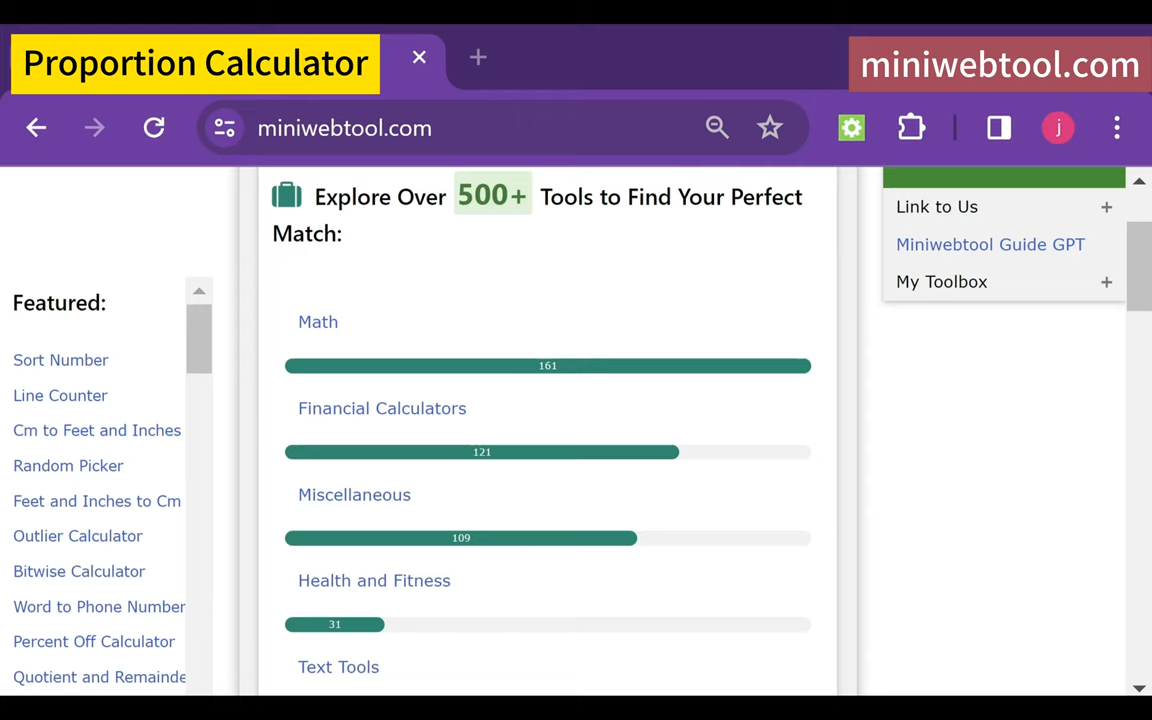 Proportion Calculator
miniwebtool.com
miniwebtool.com
j
Explore Over 500+ Tools to Find Your Perfect
Match:
Link to Us
Miniwebtool Guide GPT
My Toolbox
Featured:
Sort Number
Line Counter
Cm to Feet and Inches
Random Picker
Feet and Inches to Cm
Outlier Calculator
Bitwise Calculator
Word to Phone Number
Percent Off Calculator
Quotient and Remainde
Math
161
Financial Calculators
121
Miscellaneous
109
Health and Fitness
31
Text Tools